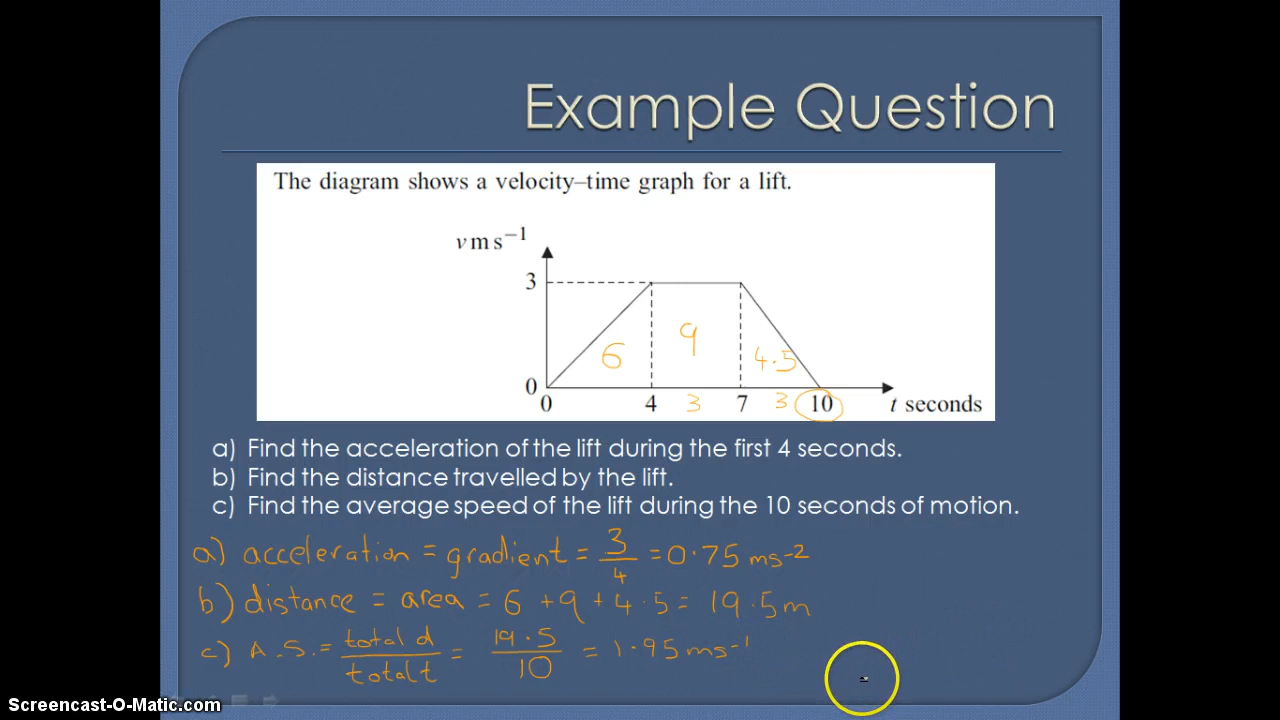 Example Question
The diagram shows a velocity–time graph for a lift.
v m s⁻¹
3
6
9
4.5
0
0 4 3 7 3 10 t seconds
a) Find the acceleration of the lift during the first 4 seconds.
b) Find the distance travelled by the lift.
c) Find the average speed of the lift during the 10 seconds of motion.
a) acceleration = gradient = 3/4 = 0.75 ms⁻²
b) distance = area = 6 + 9 + 4.5 = 19.5m
c) A.S. = total d/total t = 19.5/10 = 1.95 ms⁻¹
Screencast-O-Matic.com